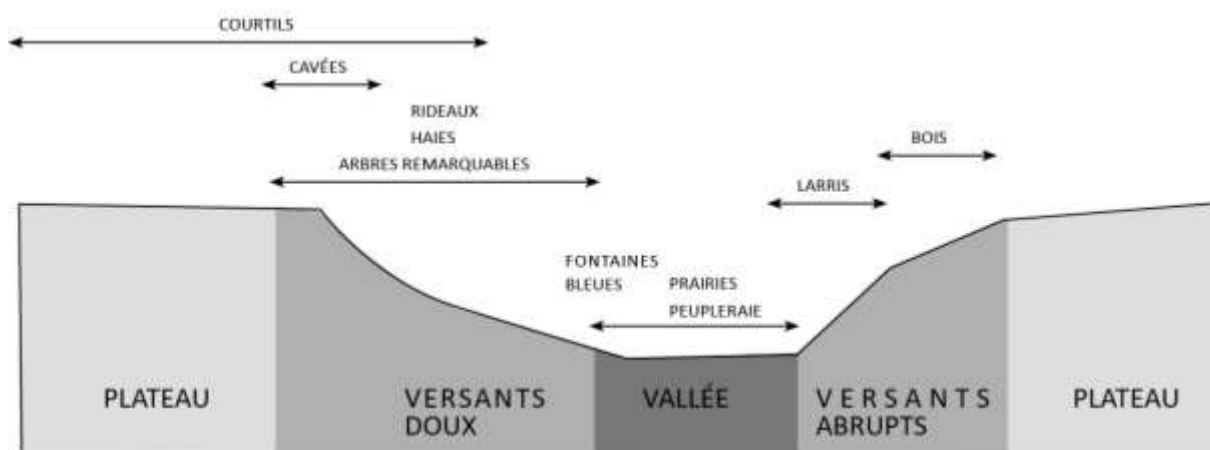 COURTILS
CAVÉES
RIDEAUX
HAIES
ARBRES REMARQUABLES
BOIS
LARRIS
FONTAINES
BLEUES
PRAIRIES
PEUPLERAIE
PLATEAU
VERSANTS
DOUX
VALLÉE
VERSANTS
ABRUPTS
PLATEAU